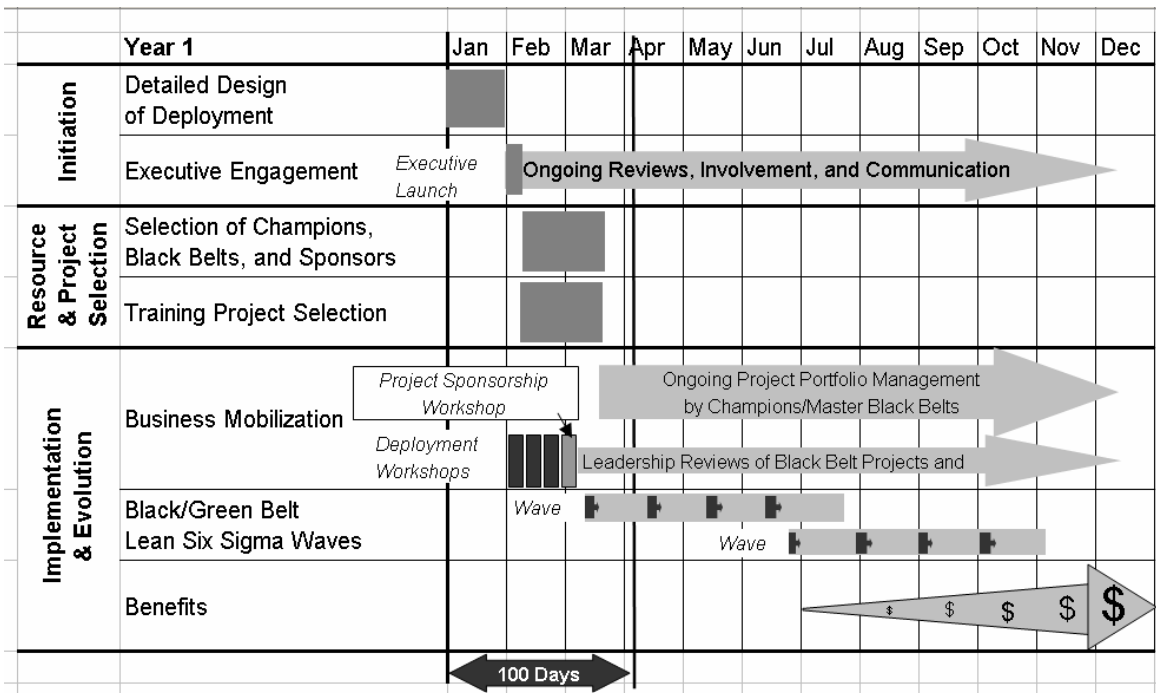 Year 1
Jan Feb Mar Apr May Jun Jul Aug Sep Oct Nov Dec
Initiation
Detailed Design
of Deployment
Executive Engagement
Executive
Launch
Ongoing Reviews, Involvement, and Communication
Resource
& Project
Selection
Selection of Champions,
Black Belts, and Sponsors
Training Project Selection
Implementation
& Evolution
Business Mobilization
Project Sponsorship
Workshop
Ongoing Project Portfolio Management
by Champions/Master Black Belts
Deployment
Workshops
Leadership Reviews of Black Belt Projects and
Black/Green Belt
Lean Six Sigma Waves
Wave
Wave
Benefits
$ $ $ $ $
100 Days